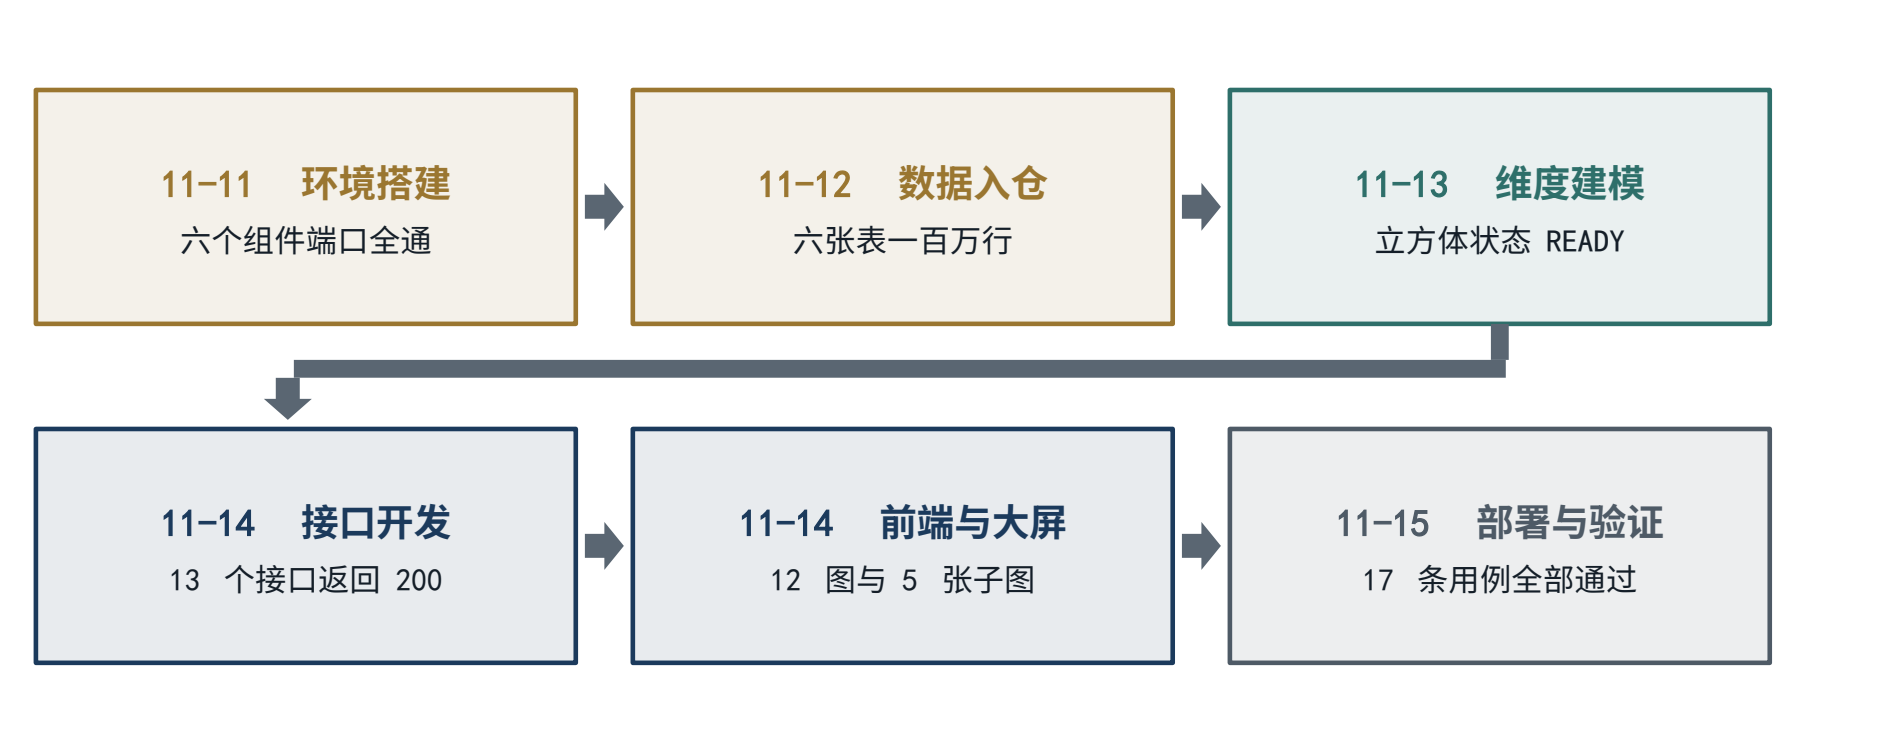 11-11 环境搭建
六个组件端口全通
11-12 数据入仓
六张表一百万行
11-13 维度建模
立方体状态 READY
11-14 接口开发
13 个接口返回 200
11-14 前端与大屏
12 图与 5 张子图
11-15 部署与验证
17 条用例全部通过